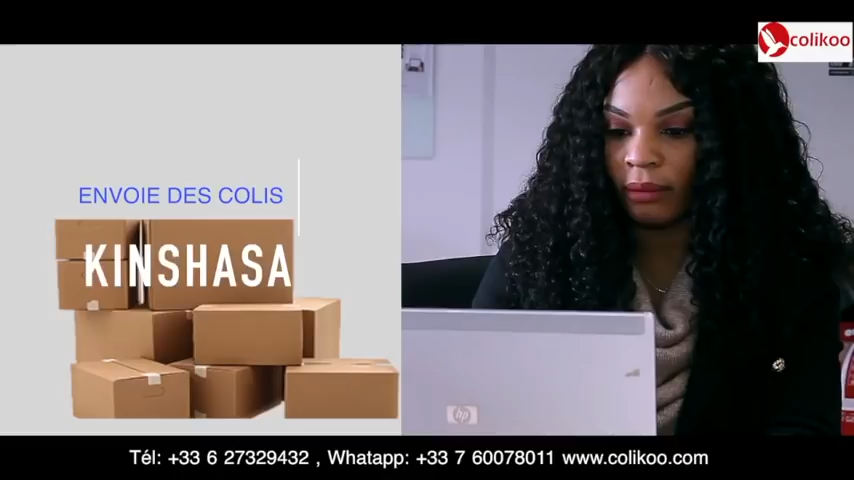 colikoo
ENVOIE DES COLIS
KINSHASA
hp
Tél: +33 6 27329432 , Whatapp: +33 7 60078011 www.colikoo.com